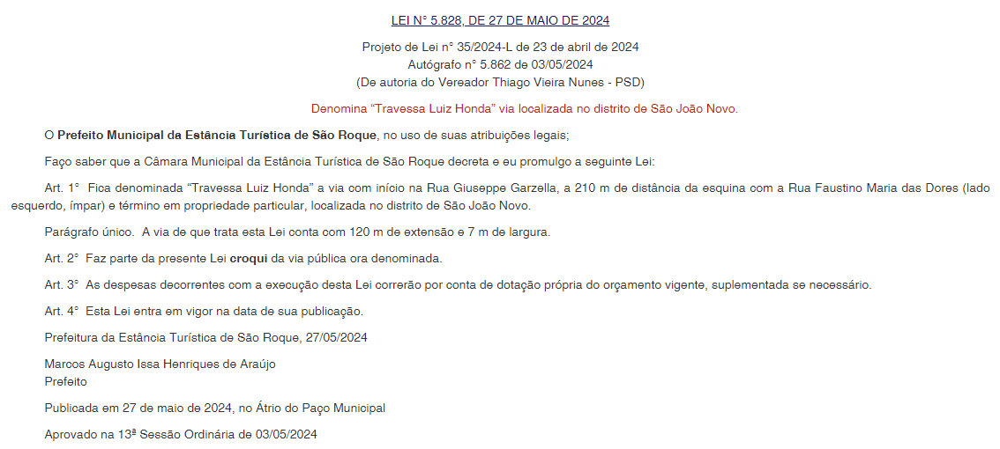 LEI N° 5.828, DE 27 DE MAIO DE 2024
Projeto de Lei n° 35/2024-L de 23 de abril de 2024
Autógrafo n° 5.862 de 03/05/2024
(De autoria do Vereador Thiago Vieira Nunes - PSD)
Denomina “Travessa Luiz Honda” via localizada no distrito de São João Novo.
O Prefeito Municipal da Estância Turística de São Roque, no uso de suas atribuições legais;
Faço saber que a Câmara Municipal da Estância Turística de São Roque decreta e eu promulgo a seguinte Lei:
Art. 1°  Fica denominada “Travessa Luiz Honda” a via com início na Rua Giuseppe Garzella, a 210 m de distância da esquina com a Rua Faustino Maria das Dores (lado
esquerdo, ímpar) e término em propriedade particular, localizada no distrito de São João Novo.
Parágrafo único.  A via de que trata esta Lei conta com 120 m de extensão e 7 m de largura.
Art. 2°  Faz parte da presente Lei croqui da via pública ora denominada.
Art. 3°  As despesas decorrentes com a execução desta Lei correrão por conta de dotação própria do orçamento vigente, suplementada se necessário.
Art. 4°  Esta Lei entra em vigor na data de sua publicação.
Prefeitura da Estância Turística de São Roque, 27/05/2024
Marcos Augusto Issa Henriques de Araújo
Prefeito
Publicada em 27 de maio de 2024, no Átrio do Paço Municipal
Aprovado na 13ª Sessão Ordinária de 03/05/2024